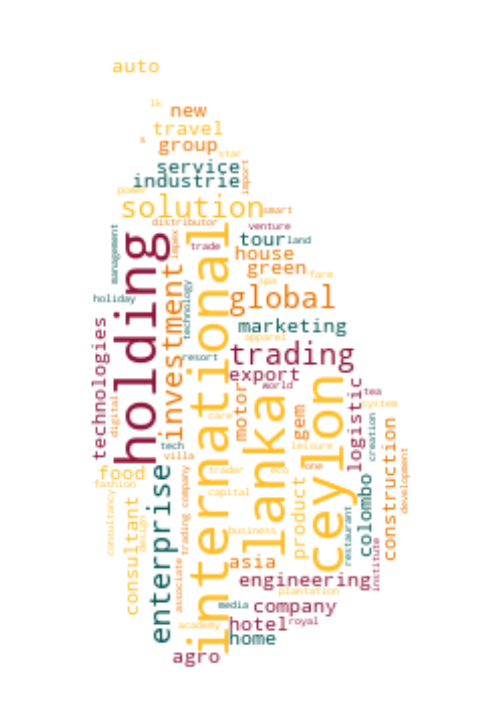 auto
lk
new
travel
s
group
star
service
import
industrie
power
solution
smart
distributor
venture
management
holding
impex
trade
international
tour
land
house
green
farm
spa
holiday
investment
technology
global
technologies
marketing
apparel
resort
trading
export
world
digital
motor
lanka
ceylon
gem
logistic
tea
system
care
creation
construction
tech
villa
leisure
food
fashion
enterprise
trading company
trader
eco
one
development
capital
product
colombo
consultancy
consultant
design
business
restaurant
asia
institute
associate
engineering
plantation
media
company
academy
hotel
royal
home
agro